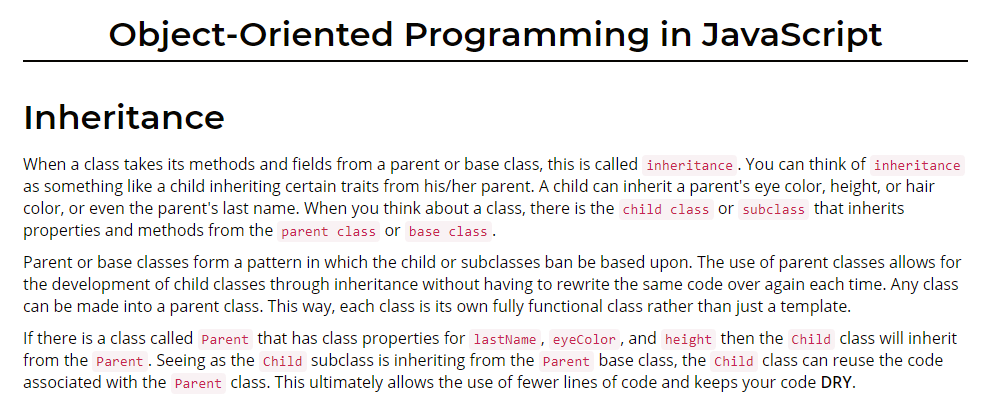 Object-Oriented Programming in JavaScript
Inheritance
When a class takes its methods and fields from a parent or base class, this is called inheritance. You can think of inheritance
as something like a child inheriting certain traits from his/her parent. A child can inherit a parent's eye color, height, or hair
color, or even the parent's last name. When you think about a class, there is the child class or subclass that inherits
properties and methods from the parent class or base class.
Parent or base classes form a pattern in which the child or subclasses ban be based upon. The use of parent classes allows for
the development of child classes through inheritance without having to rewrite the same code over again each time. Any class
can be made into a parent class. This way, each class is its own fully functional class rather than just a template.
If there is a class called Parent that has class properties for lastName, eyeColor, and height then the Child class will inherit
from the Parent. Seeing as the Child subclass is inheriting from the Parent base class, the Child class can reuse the code
associated with the Parent class. This ultimately allows the use of fewer lines of code and keeps your code DRY.